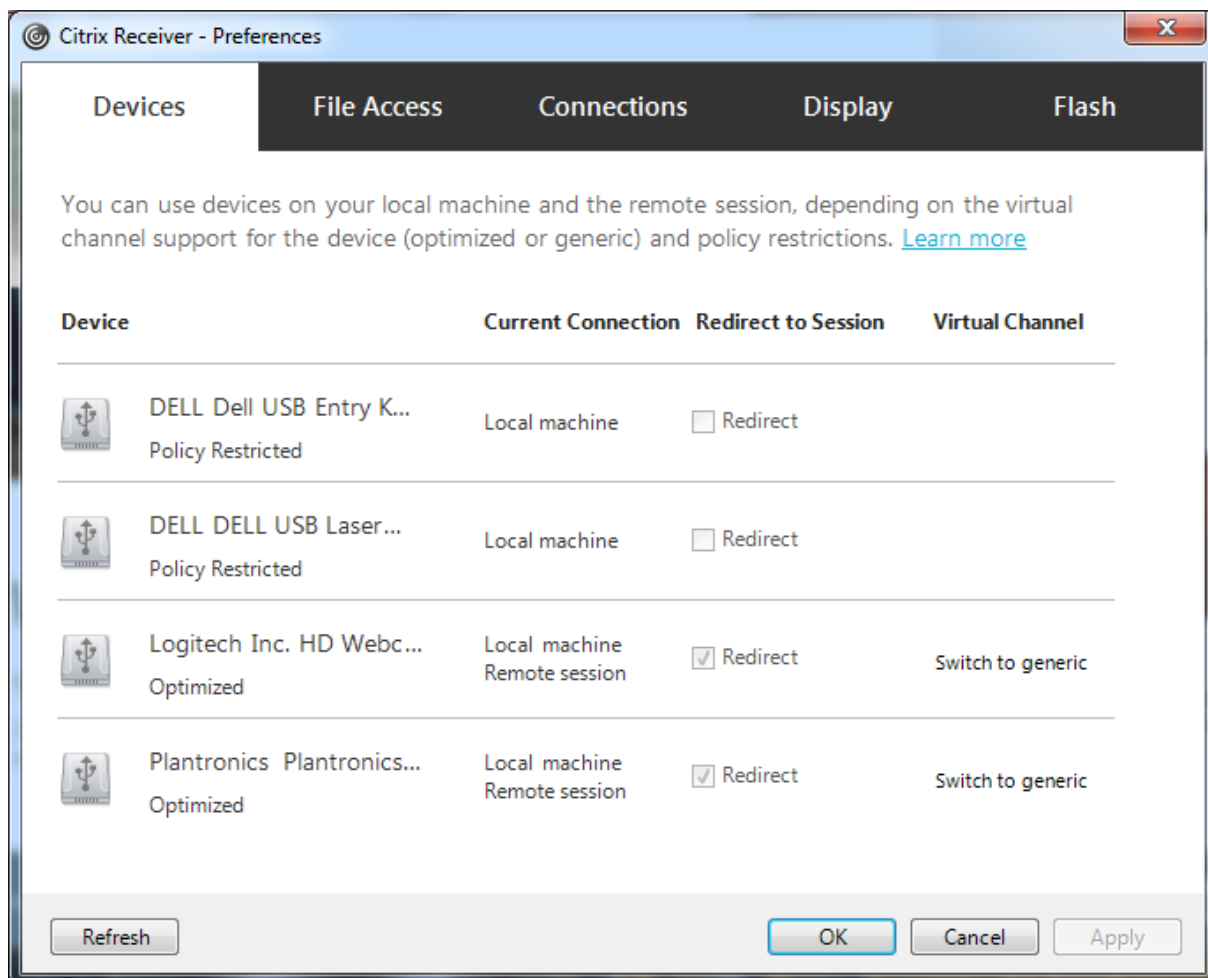 Citrix Receiver - Preferences
Devices File Access Connections Display Flash
You can use devices on your local machine and the remote session, depending on the virtual
channel support for the device (optimized or generic) and policy restrictions. Learn more
Device Current Connection Redirect to Session Virtual Channel
DELL Dell USB Entry K...
Policy Restricted
Local machine
Redirect
DELL DELL USB Laser...
Policy Restricted
Local machine
Redirect
Logitech Inc. HD Webc...
Optimized
Local machine
Remote session
Redirect
Switch to generic
Plantronics Plantronics...
Optimized
Local machine
Remote session
Redirect
Switch to generic
Refresh OK Cancel Apply